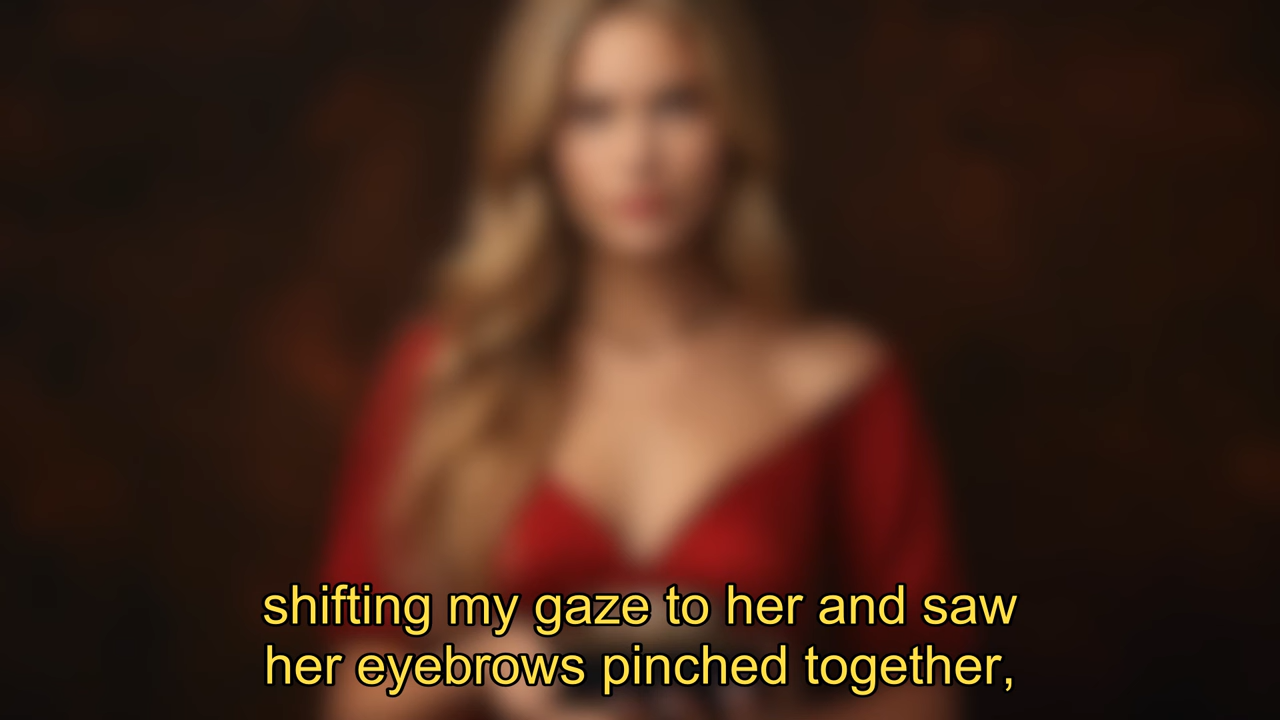 shifting my gaze to her and saw
her eyebrows pinched together,